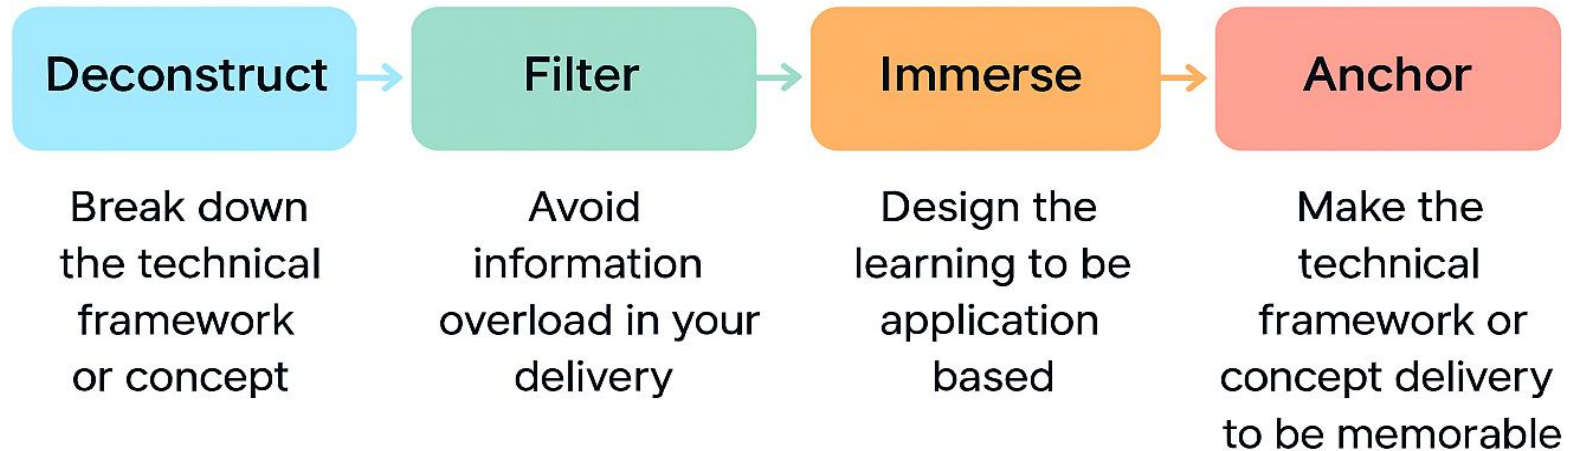 Deconstruct
Break down
the technical
framework
or concept
Filter
Avoid
information
overload in your
delivery
Immerse
Design the
learning to be
application
based
Anchor
Make the
technical
framework or
concept delivery
to be memorable